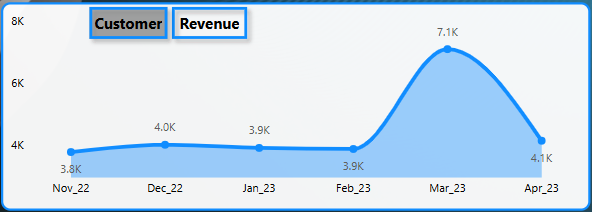 Customer Revenue
8K
6K
4K
7.1K
4.0K
3.9K
3.8K
3.9K
4.1K
Nov_22 Dec_22 Jan_23 Feb_23 Mar_23 Apr_23